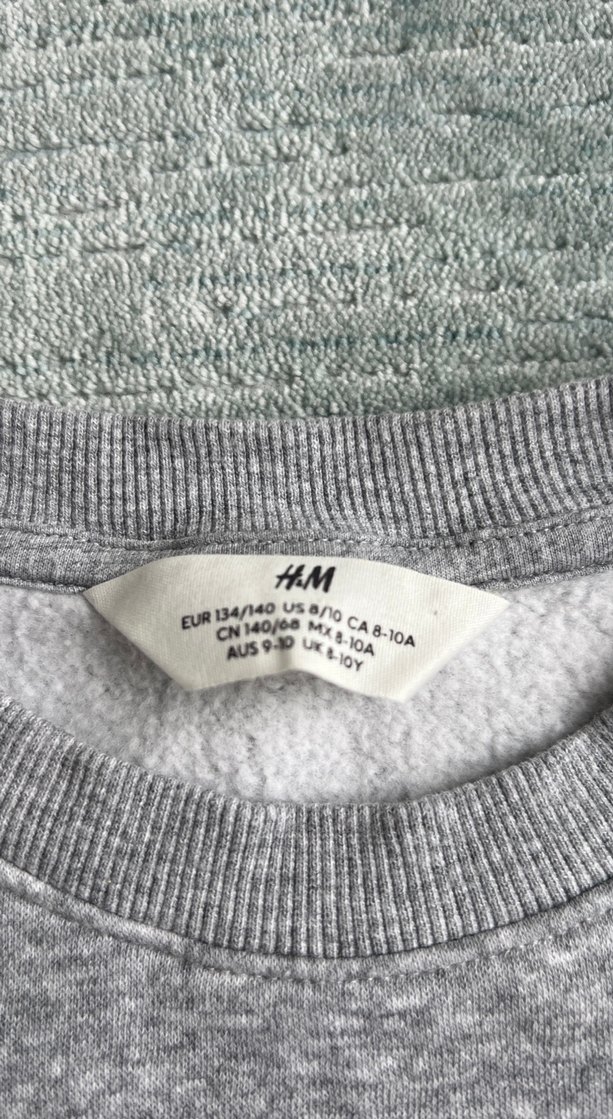 H&M
EUR 134/140 US 8/10 CA 8-10A
CN 140/68 MX 8-10A
AUS 9-10 UK 8-10Y